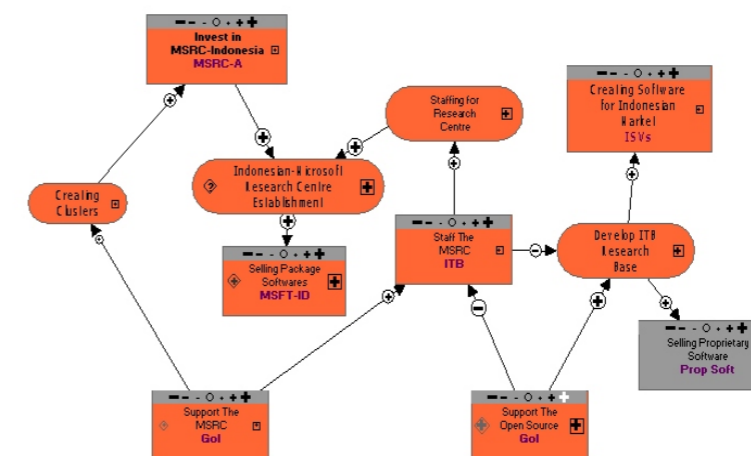 Invest in
MSRC-Indonesia
MSRC-A
Staffing for
Research
Centre
Creating Software
for Indonesian
Market
ISVs
Indonesian-Microsoft
Research Centre
Establishment
Creating
Clusters
Staff The
MSRC
ITB
Develop ITB
Research
Base
Selling Package
Softwares
MSFT-ID
Selling Proprietary
Software
Prop Soft
Support The
MSRC
GoI
Support The
Open Source
GoI